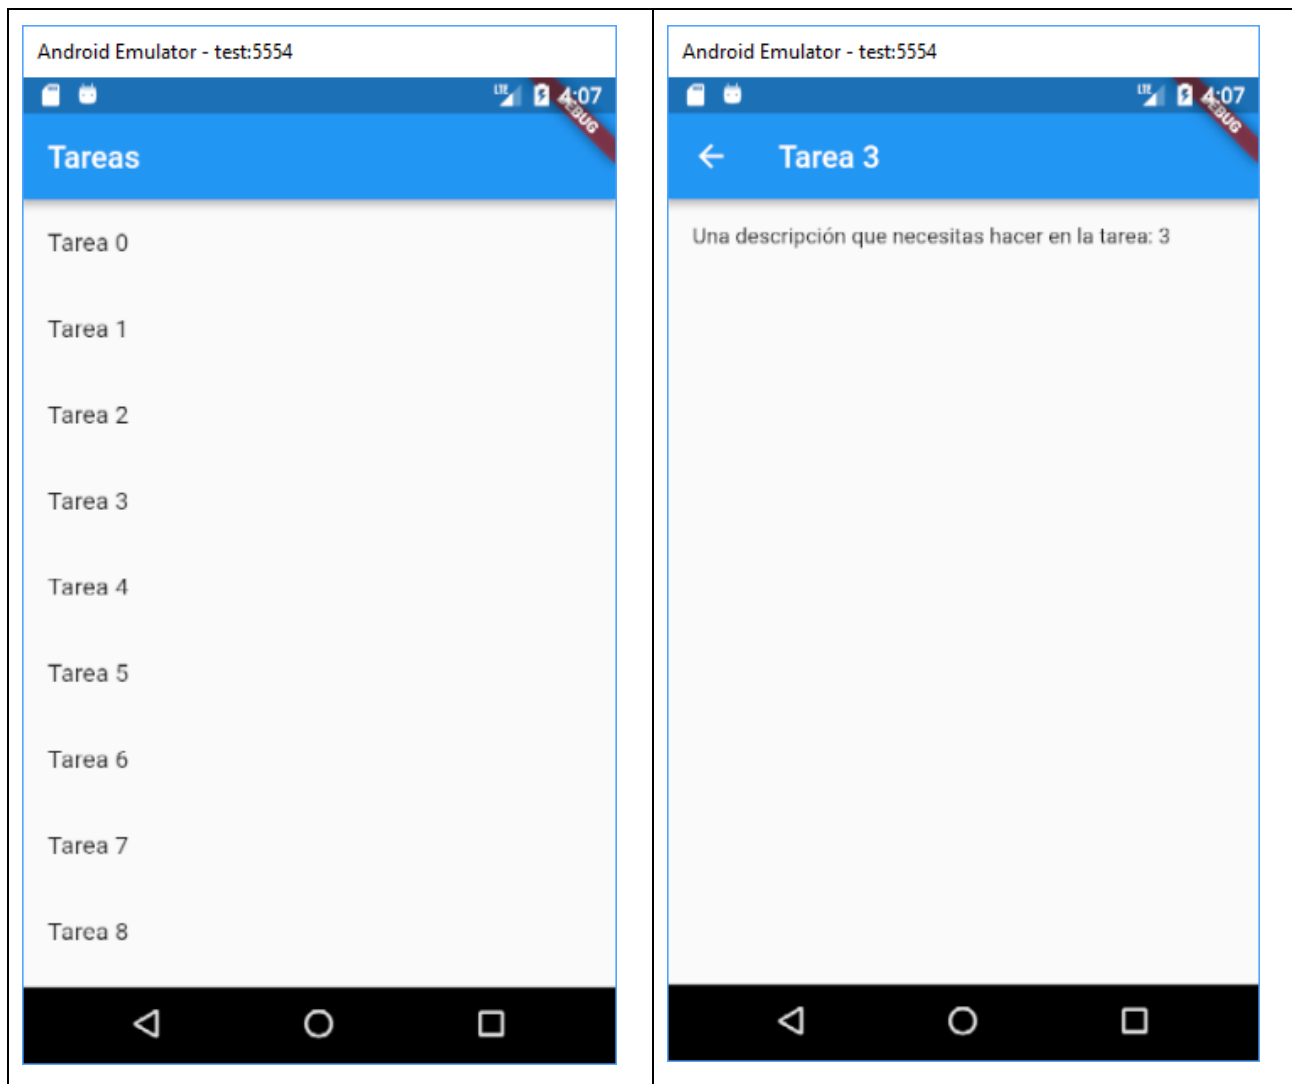 Android Emulator - test:5554
LTE 4:07
DEBUG
Tareas
Tarea 0
Tarea 1
Tarea 2
Tarea 3
Tarea 4
Tarea 5
Tarea 6
Tarea 7
Tarea 8
Android Emulator - test:5554
LTE 4:07
DEBUG
Tarea 3
Una descripción que necesitas hacer en la tarea: 3